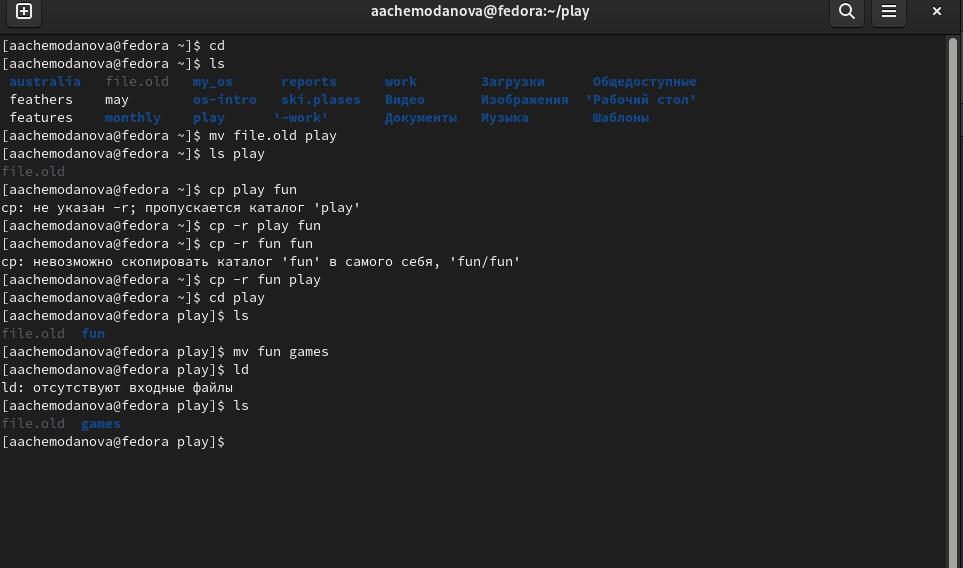 aachemodanova@fedora:~/play
[aachemodanova@fedora ~]$ cd
[aachemodanova@fedora ~]$ ls
australia file.old my_os reports work Загрузки Общедоступные
feathers may os-intro ski.plases Видео Изображения 'Рабочий стол'
features monthly play '~work' Документы Музыка Шаблоны
[aachemodanova@fedora ~]$ mv file.old play
[aachemodanova@fedora ~]$ ls play
file.old
[aachemodanova@fedora ~]$ cp play fun
cp: не указан -r; пропускается каталог 'play'
[aachemodanova@fedora ~]$ cp -r play fun
[aachemodanova@fedora ~]$ cp -r fun fun
cp: невозможно скопировать каталог 'fun' в самого себя, 'fun/fun'
[aachemodanova@fedora ~]$ cp -r fun play
[aachemodanova@fedora ~]$ cd play
[aachemodanova@fedora play]$ ls
file.old fun
[aachemodanova@fedora play]$ mv fun games
[aachemodanova@fedora play]$ ld
ld: отсутствуют входные файлы
[aachemodanova@fedora play]$ ls
file.old games
[aachemodanova@fedora play]$